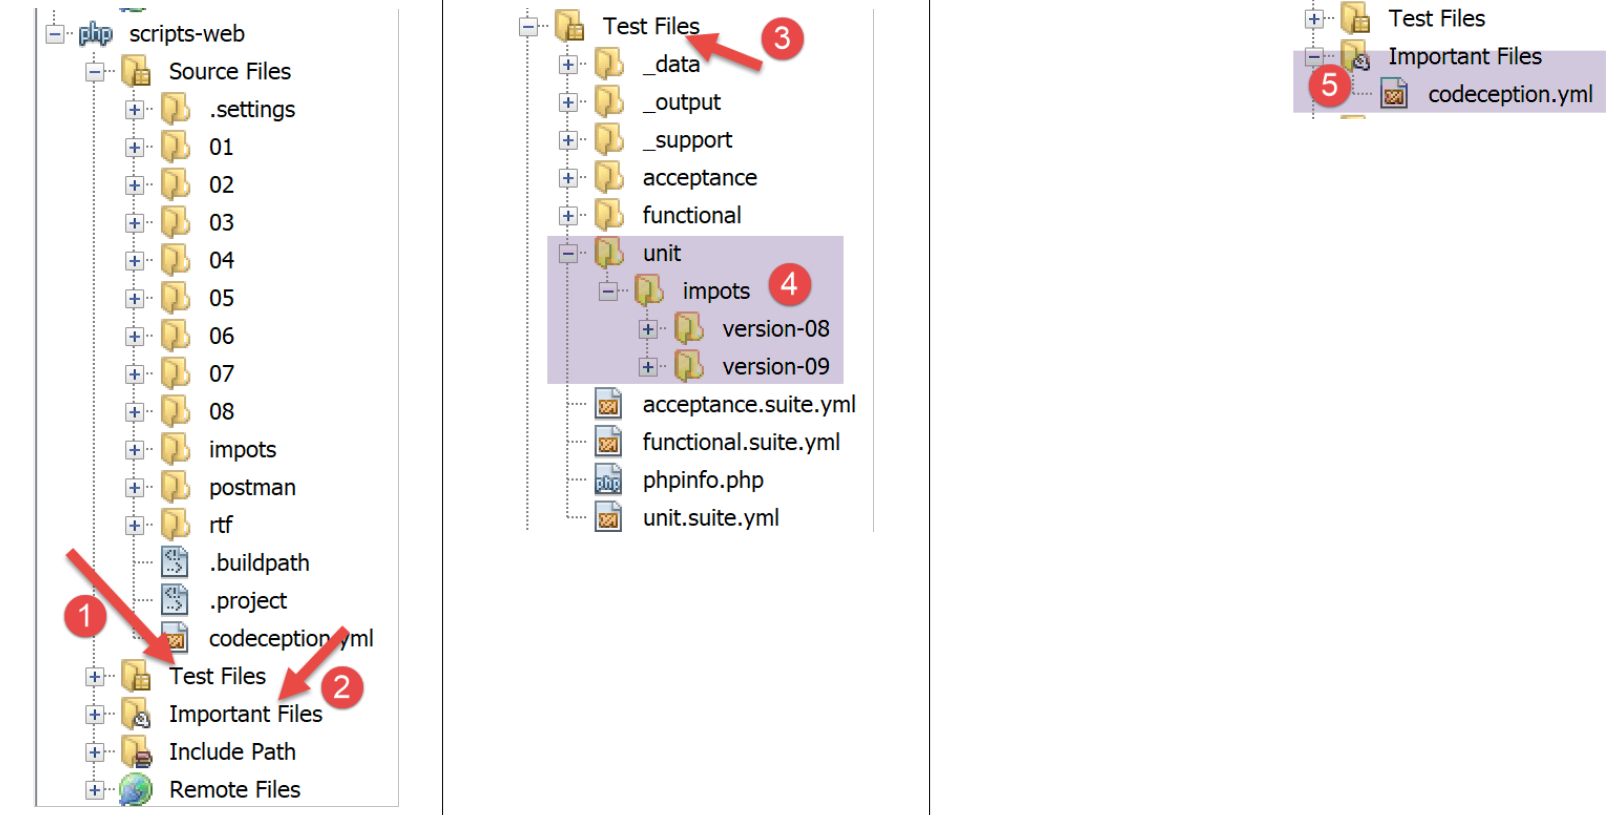 php scripts-web
Source Files
.settings
01
02
03
04
05
06
07
08
impots
postman
rtf
.buildpath
.project
codeception.yml
1
Test Files
2
Important Files
Include Path
Remote Files
Test Files
3
_data
_output
_support
acceptance
functional
unit
impots
4
version-08
version-09
acceptance.suite.yml
functional.suite.yml
php phpinfo.php
unit.suite.yml
Test Files
Important Files
5
codeception.yml